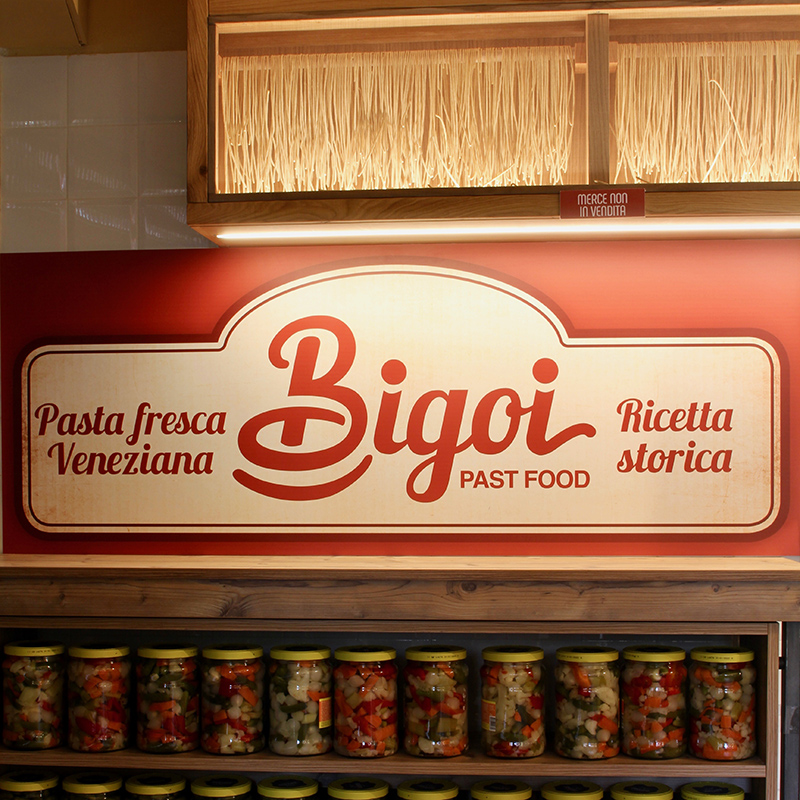 MERCE NON
IN VENDITA
Bigoi
PAST FOOD
Pasta fresca
Veneziana
Ricetta
storica